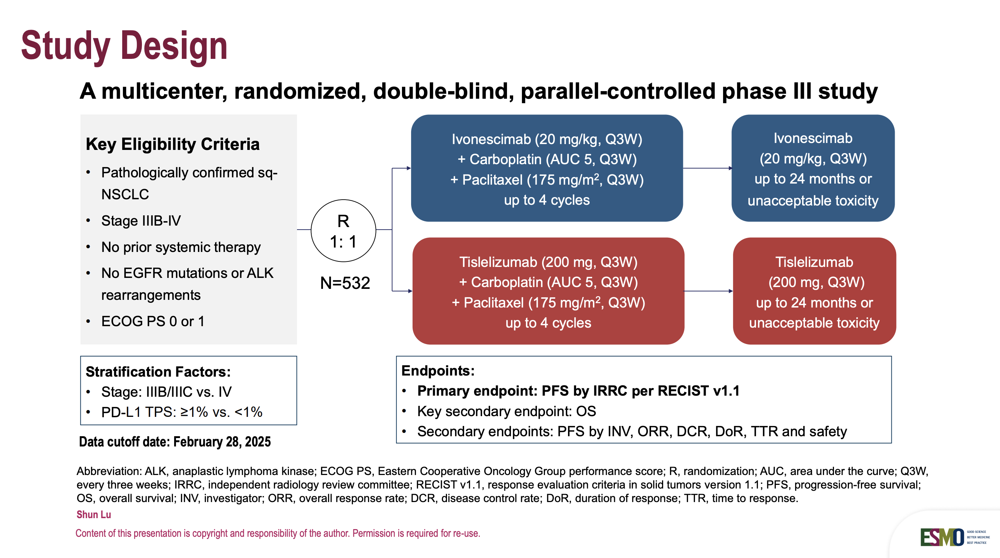 Study Design
A multicenter, randomized, double-blind, parallel-controlled phase III study
Key Eligibility Criteria
• Pathologically confirmed sq-
NSCLC
• Stage IIIB-IV
• No prior systemic therapy
• No EGFR mutations or ALK
rearrangements
• ECOG PS 0 or 1
R
1: 1
N=532
Ivonescimab (20 mg/kg, Q3W)
+ Carboplatin (AUC 5, Q3W)
+ Paclitaxel (175 mg/m², Q3W)
up to 4 cycles
Ivonescimab
(20 mg/kg, Q3W)
up to 24 months or
unacceptable toxicity
Tislelizumab (200 mg, Q3W)
+ Carboplatin (AUC 5, Q3W)
+ Paclitaxel (175 mg/m², Q3W)
up to 4 cycles
Tislelizumab
(200 mg, Q3W)
up to 24 months or
unacceptable toxicity
Stratification Factors:
• Stage: IIIB/IIIC vs. IV
• PD-L1 TPS: ≥1% vs. <1%
Data cutoff date: February 28, 2025
Endpoints:
• Primary endpoint: PFS by IRRC per RECIST v1.1
• Key secondary endpoint: OS
• Secondary endpoints: PFS by INV, ORR, DCR, DoR, TTR and safety
Abbreviation: ALK, anaplastic lymphoma kinase; ECOG PS, Eastern Cooperative Oncology Group performance score; R, randomization; AUC, area under the curve; Q3W,
every three weeks; IRRC, independent radiology review committee; RECIST v1.1, response evaluation criteria in solid tumors version 1.1; PFS, progression-free survival;
OS, overall survival; INV, investigator; ORR, overall response rate; DCR, disease control rate; DoR, duration of response; TTR, time to response.
Shun Lu
Content of this presentation is copyright and responsibility of the author. Permission is required for re-use.
ESMO
GOOD SCIENCE
BETTER MEDICINE
BEST PRACTICE